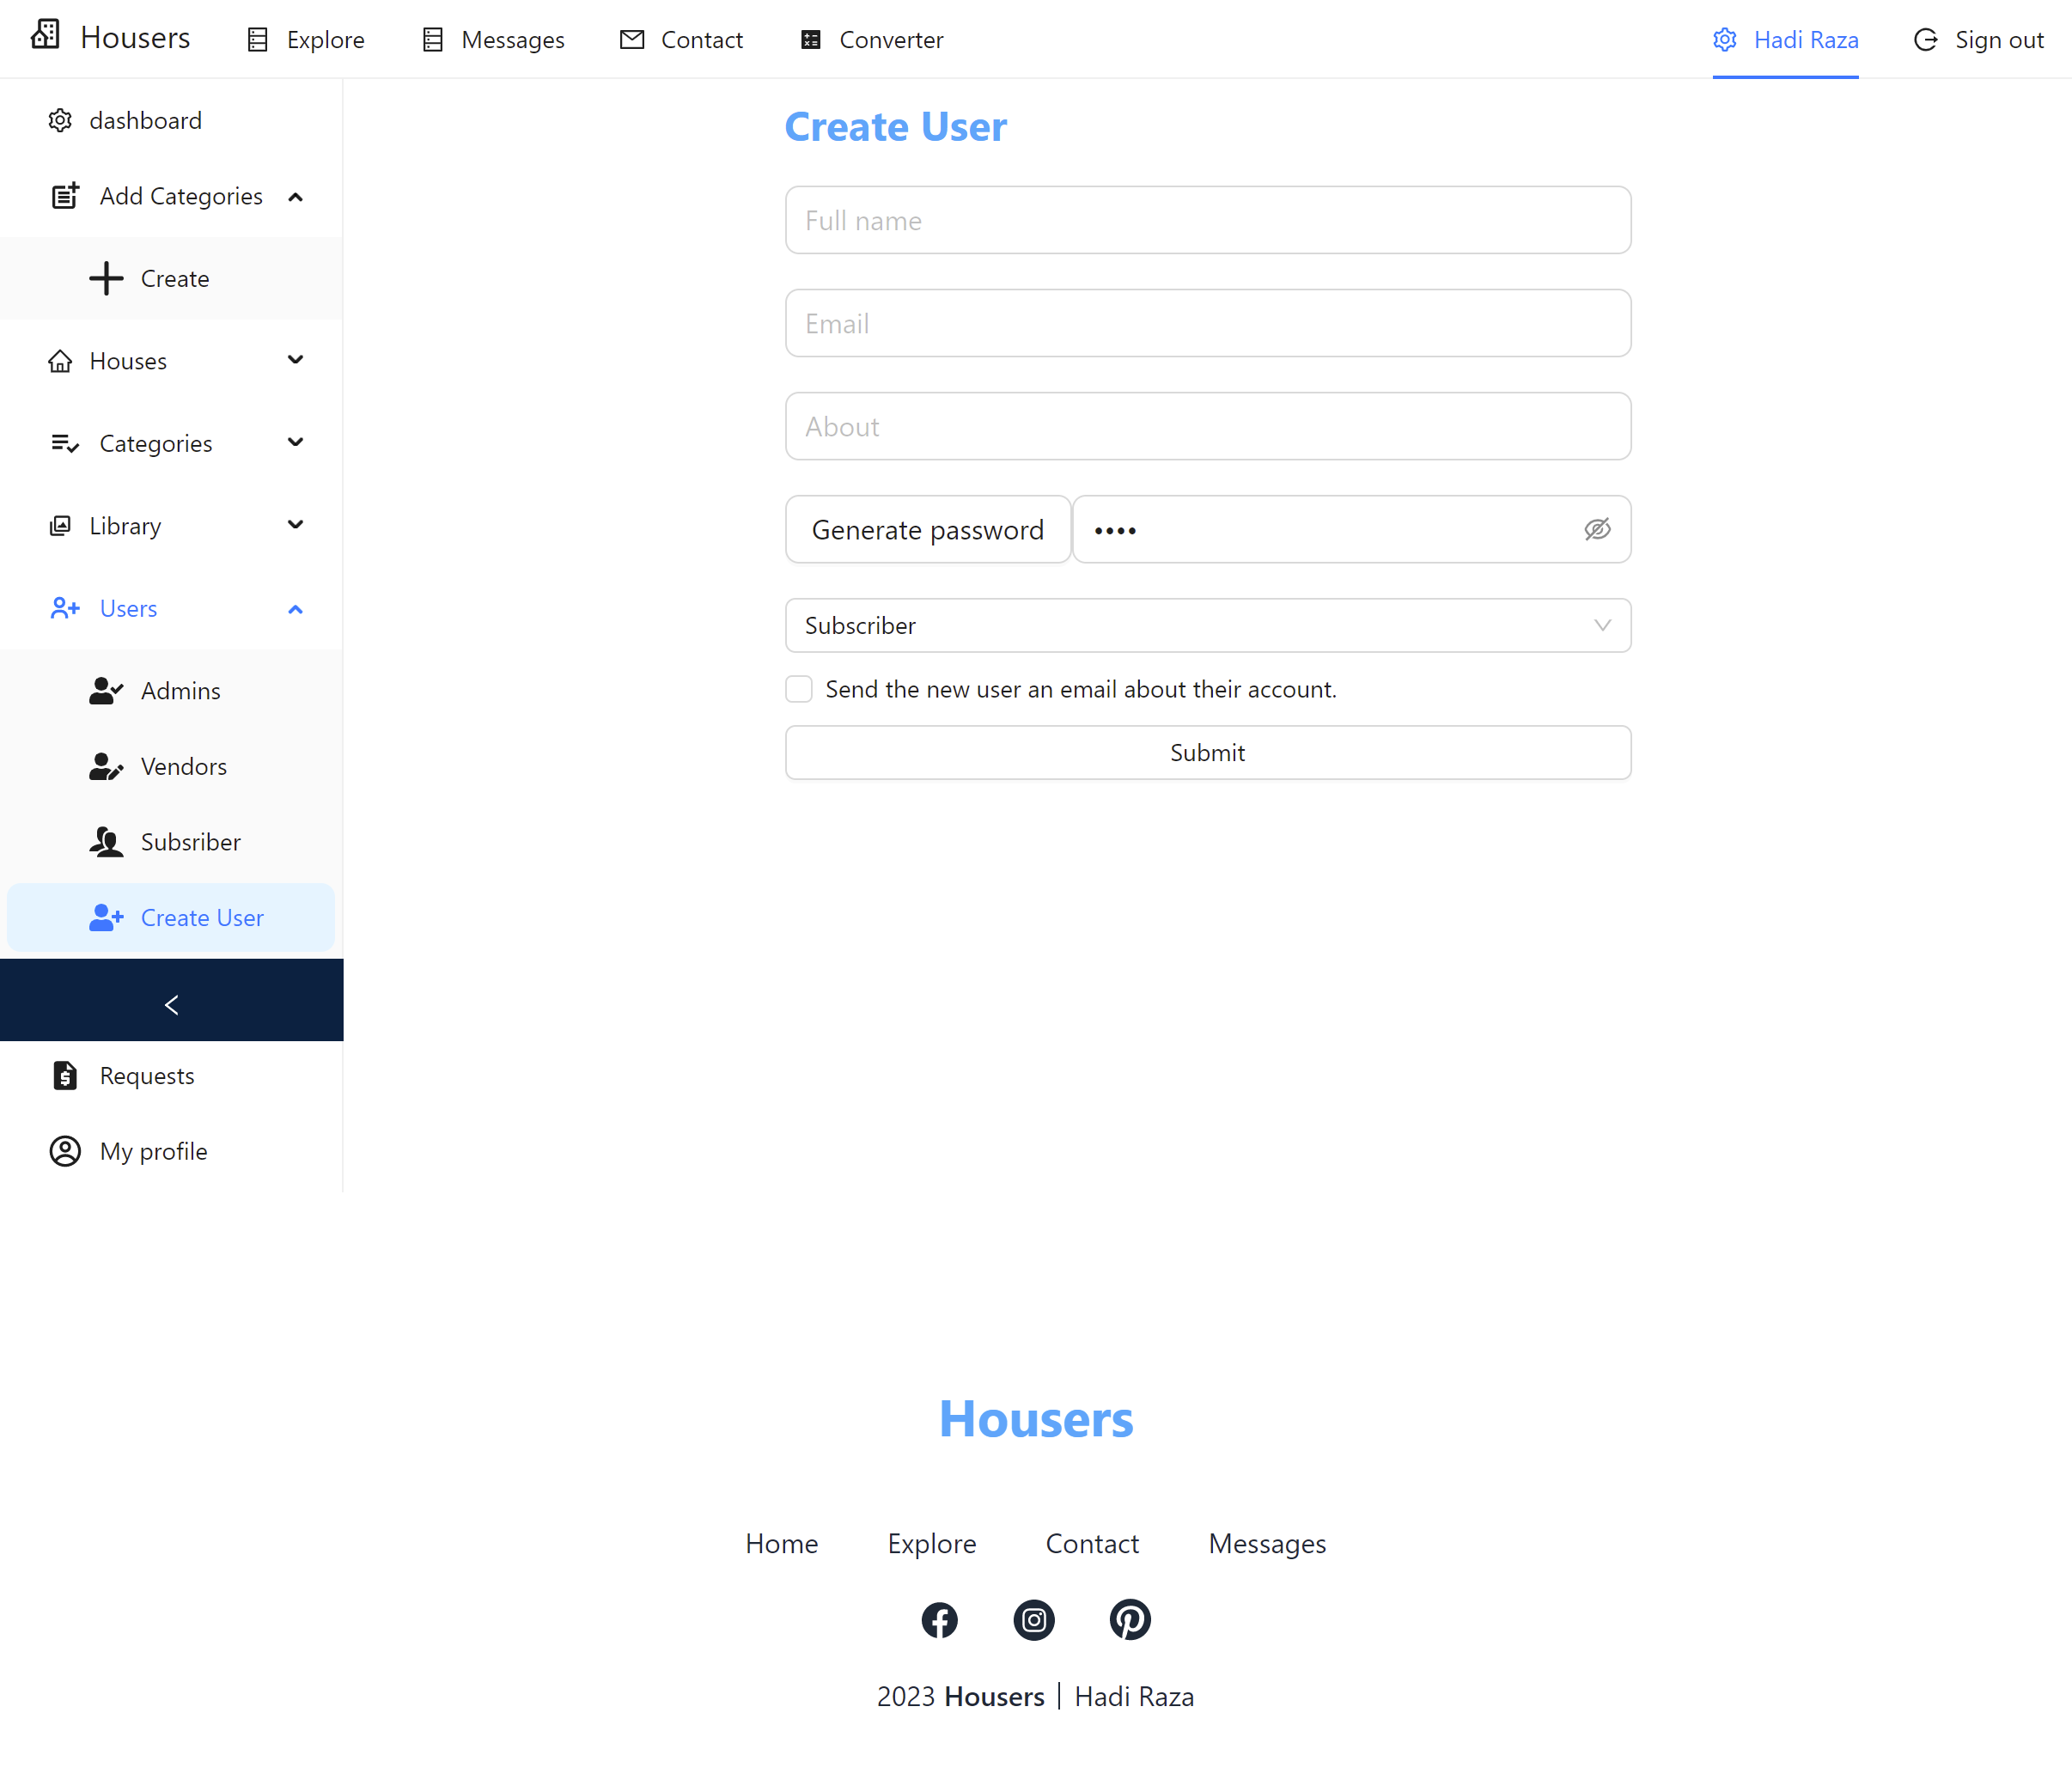 Housers Explore Messages Contact Converter Hadi Raza Sign out
dashboard
Add Categories
Create
Houses
Categories
Library
Users
Admins
Vendors
Subsriber
Create User
Requests
My profile
Create User
Full name
Email
About
Generate password ••••
Subscriber
Send the new user an email about their account.
Submit
Housers
Home Explore Contact Messages
2023 Housers | Hadi Raza